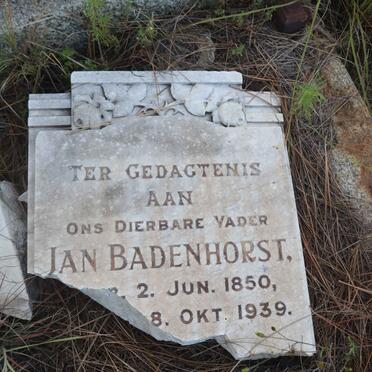 TER GEDAGTENIS
AAN
ONS DIERBARE VADER
JAN BADENHORST,
2. JUN. 1850,
8. OKT. 1939.